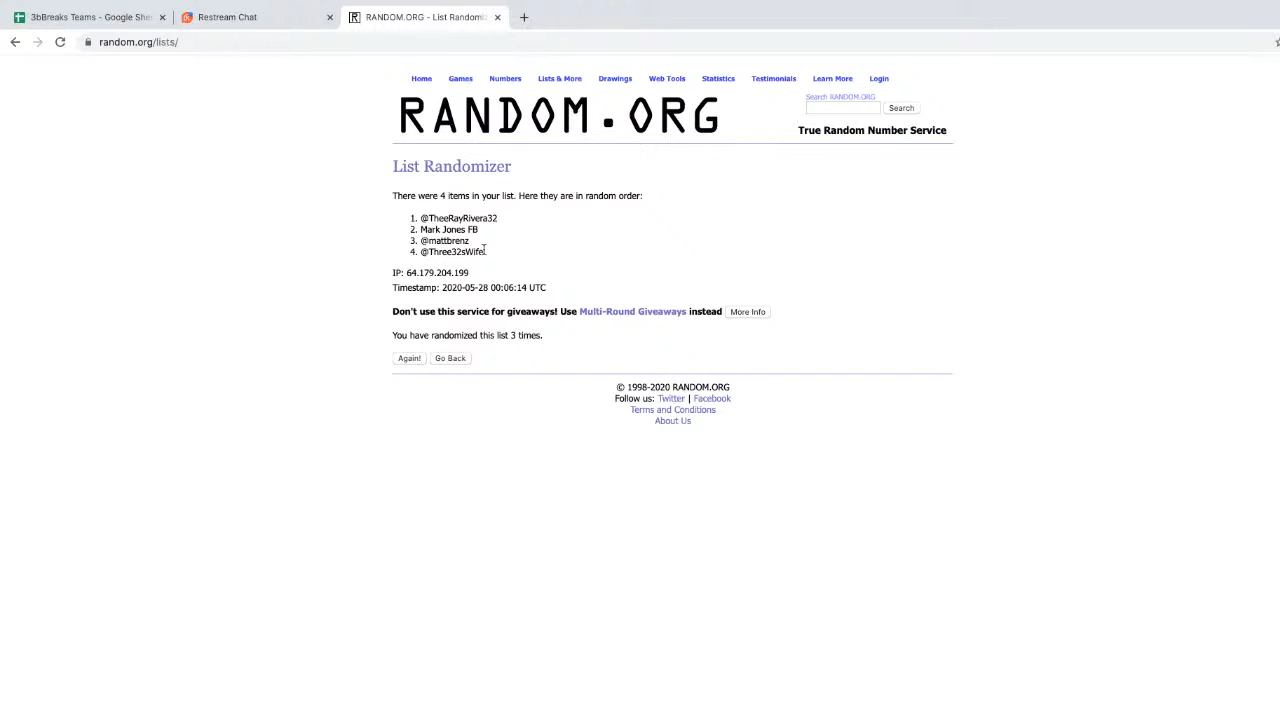 3bBreaks Teams - Google She
Restream Chat
RANDOM.ORG - List Randomiz
random.org/lists/
Home Games Numbers Lists & More Drawings Web Tools Statistics Testimonials Learn More Login
Search RANDOM.ORG
RANDOM.ORG
Search
True Random Number Service
List Randomizer
There were 4 items in your list. Here they are in random order:
1. @TheeRayRivera32
2. Mark Jones FB
3. @mattbrenz
4. @Three32sWife
IP: 64.179.204.199
Timestamp: 2020-05-28 00:06:14 UTC
Don't use this service for giveaways! Use Multi-Round Giveaways instead More Info
You have randomized this list 3 times.
Again! Go Back
© 1998-2020 RANDOM.ORG
Follow us: Twitter | Facebook
Terms and Conditions
About Us